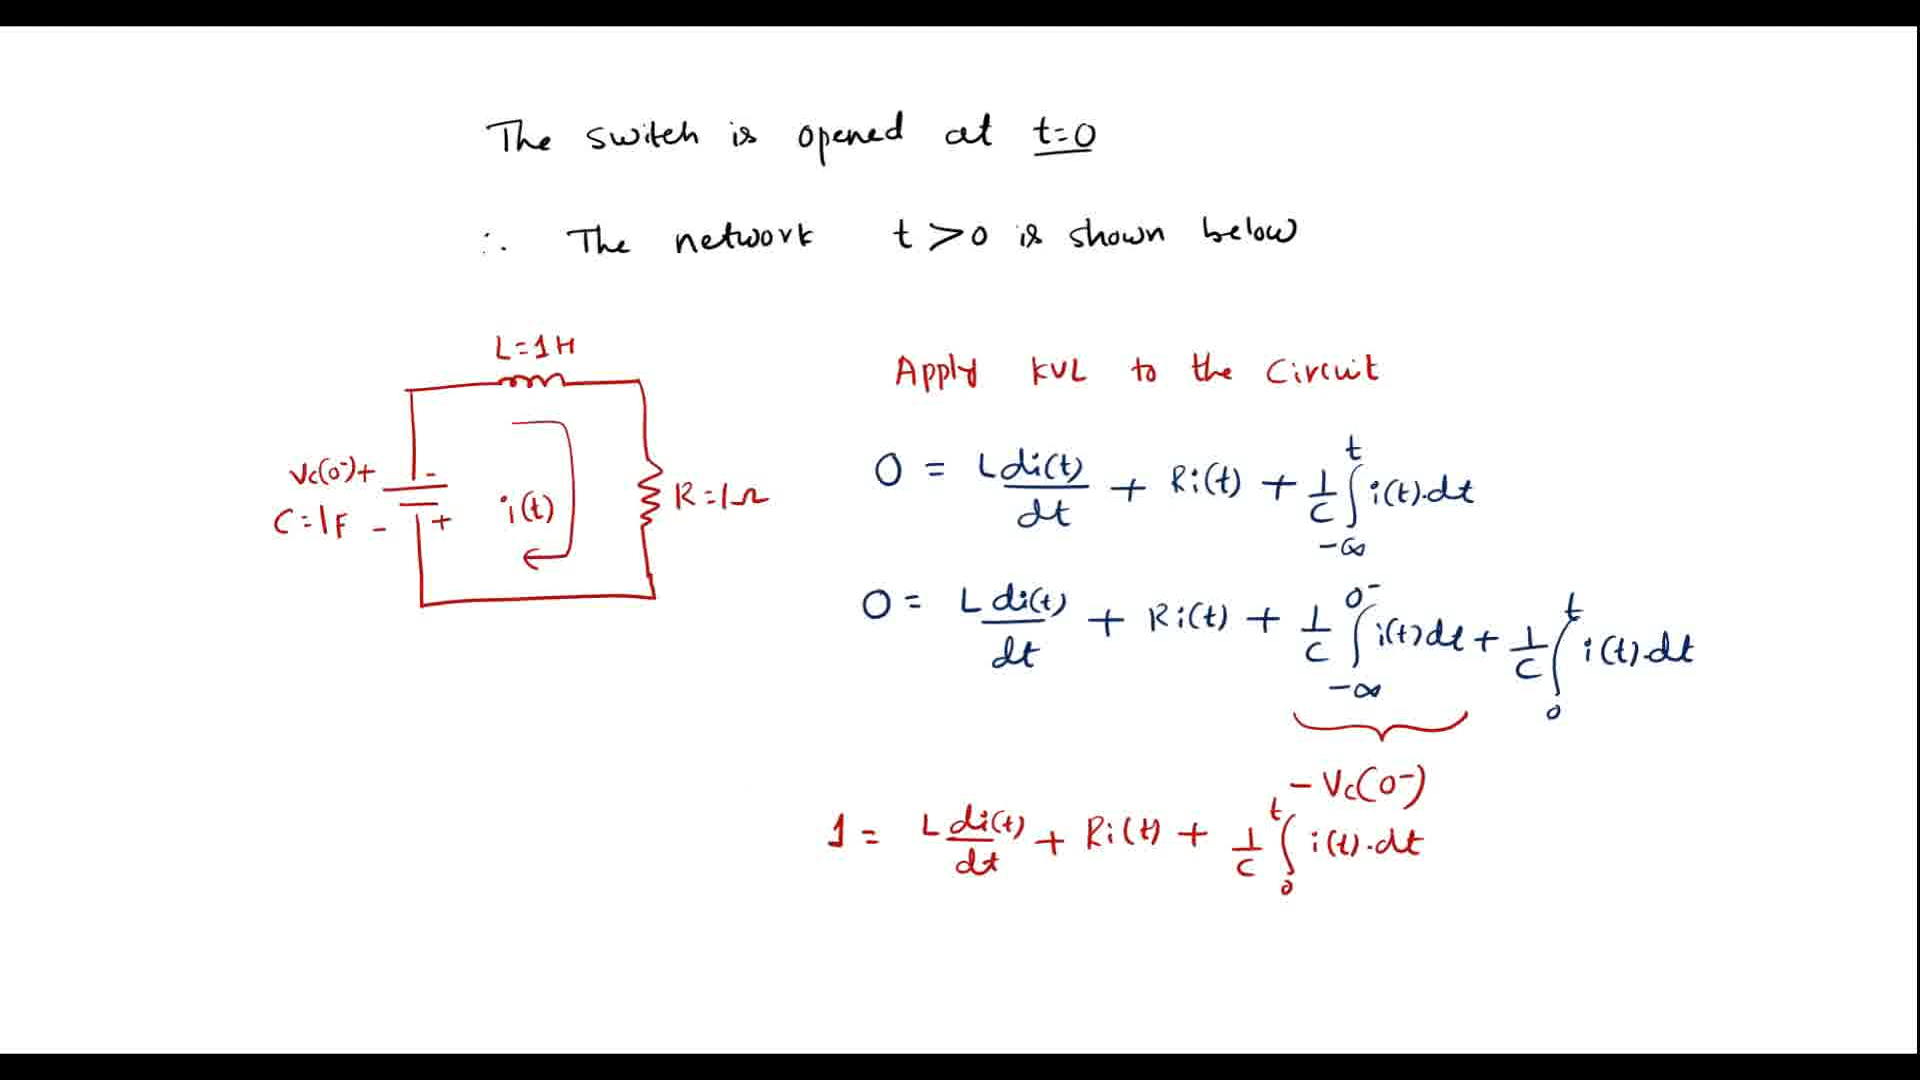 The switch is opened at t=0
∴ The network t>0 is shown below
L=1H
Vc(0⁻)+
-
C=1F -
+
i(t)
R=1Ω
Apply KVL to the circuit
0 = L di(t)/dt + Ri(t) + 1/C ∫_{-∞}^{t} i(t).dt
0 = L di(t)/dt + Ri(t) + 1/C ∫_{-∞}^{0⁻} i(t)dt + 1/C ∫_{0}^{t} i(t).dt
- Vc(0⁻)
1 = L di(t)/dt + Ri(t) + 1/C ∫_{0}^{t} i(t).dt